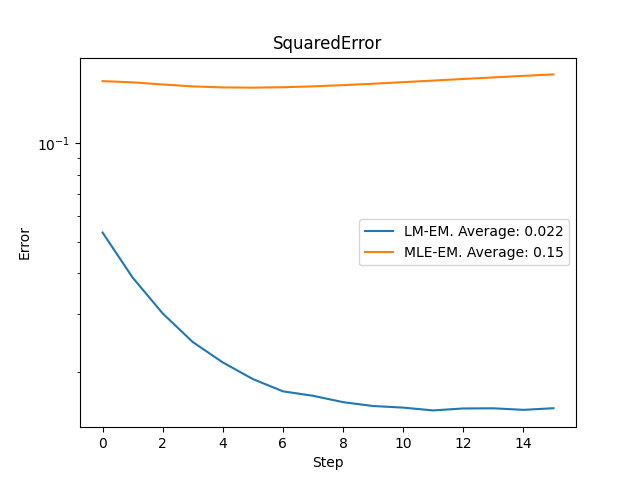 SquaredError
10⁻¹
Error
LM-EM. Average: 0.022
MLE-EM. Average: 0.15
0 2 4 6 8 10 12 14
Step